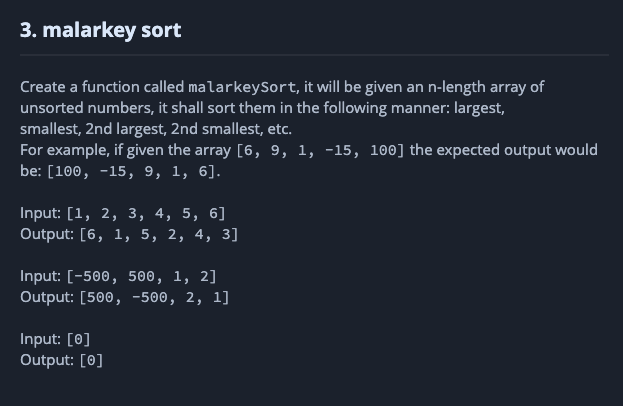 3. malarkey sort
Create a function called malarkeySort, it will be given an n-length array of
unsorted numbers, it shall sort them in the following manner: largest,
smallest, 2nd largest, 2nd smallest, etc.
For example, if given the array [6, 9, 1, -15, 100] the expected output would
be: [100, -15, 9, 1, 6].
Input: [1, 2, 3, 4, 5, 6]
Output: [6, 1, 5, 2, 4, 3]
Input: [-500, 500, 1, 2]
Output: [500, -500, 2, 1]
Input: [0]
Output: [0]